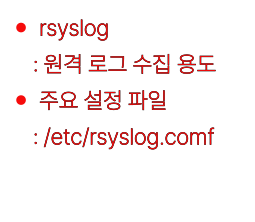 • rsyslog
: 원격 로그 수집 용도
• 주요 설정 파일
: /etc/rsyslog.comf